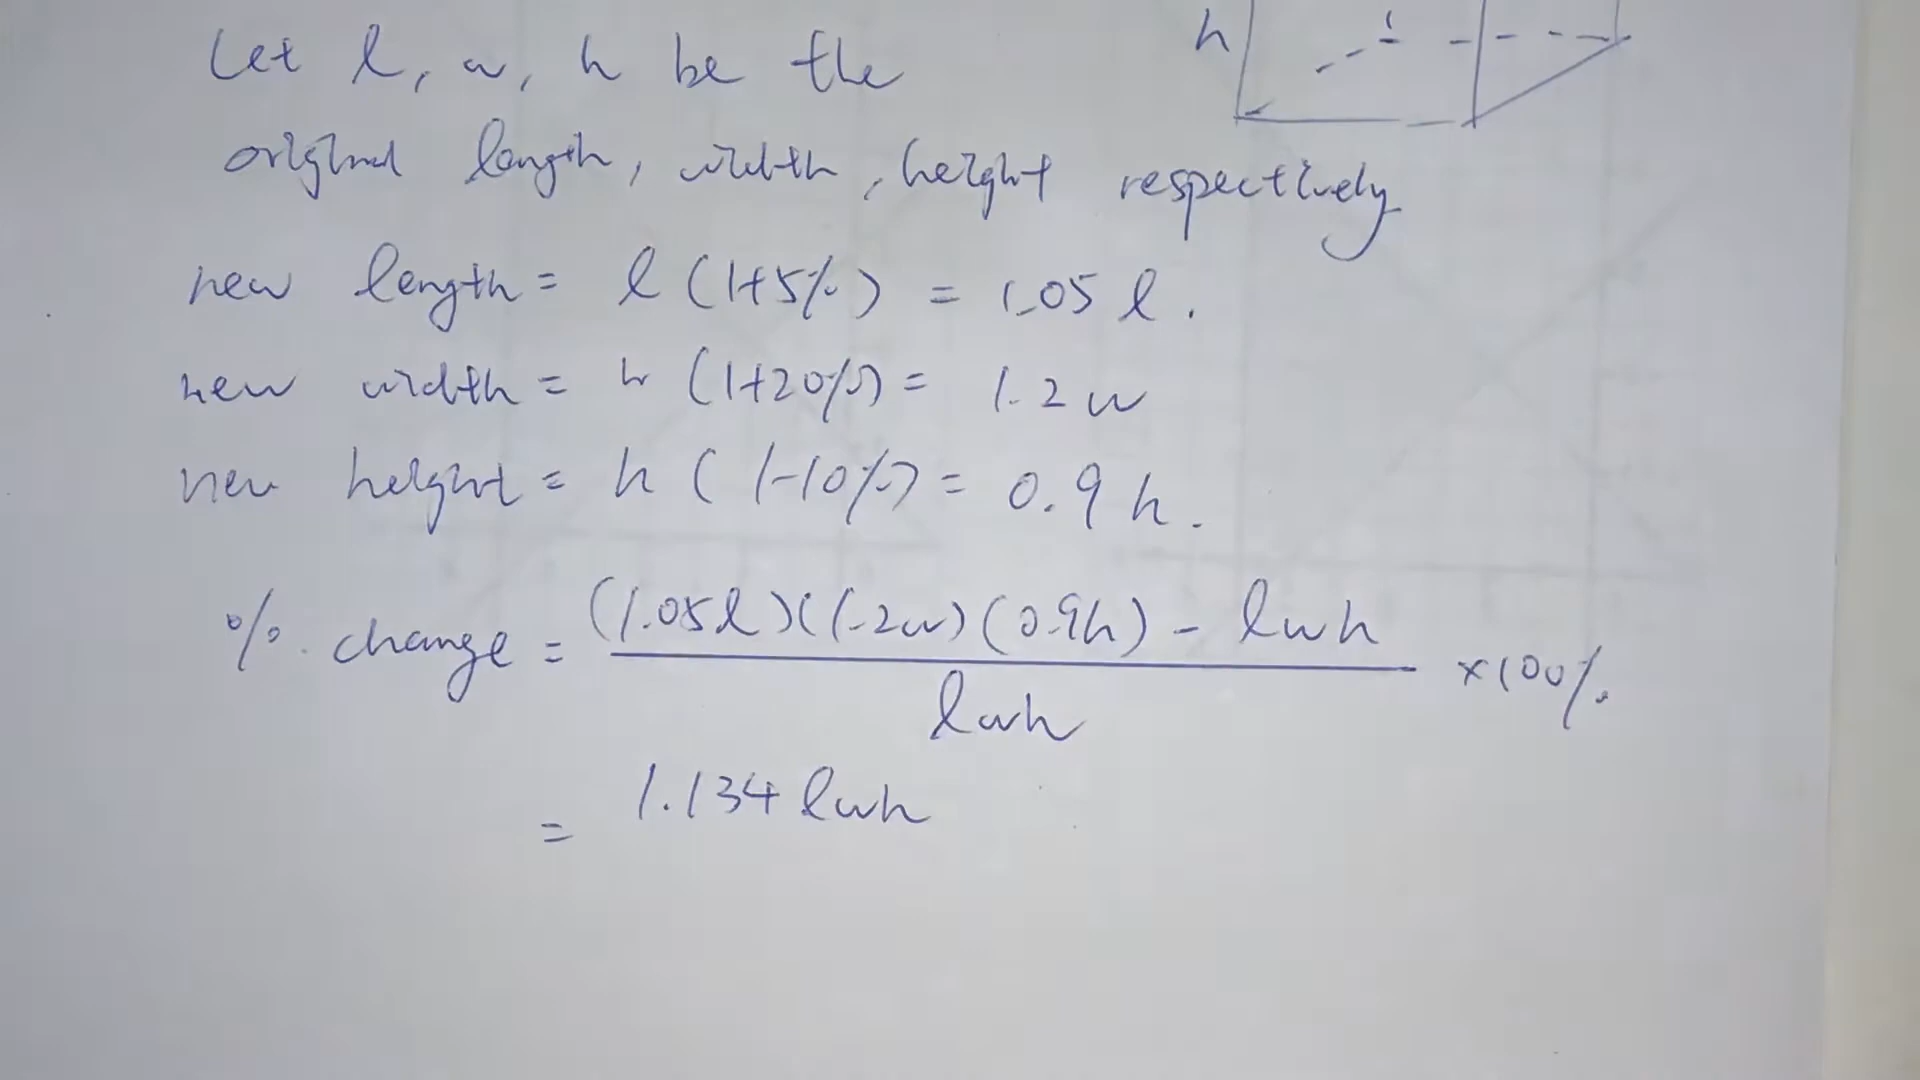 h
Let l, w, h be the
original length, width, height respectively
new length = l (1+5%) = 1.05 l.
new width = w (1+20%) = 1.2 w
new height = h (1-10%) = 0.9 h.
% change = (1.05l)(1.2w)(0.9h) - lwh / lwh ×100%
= 1.134 lwh